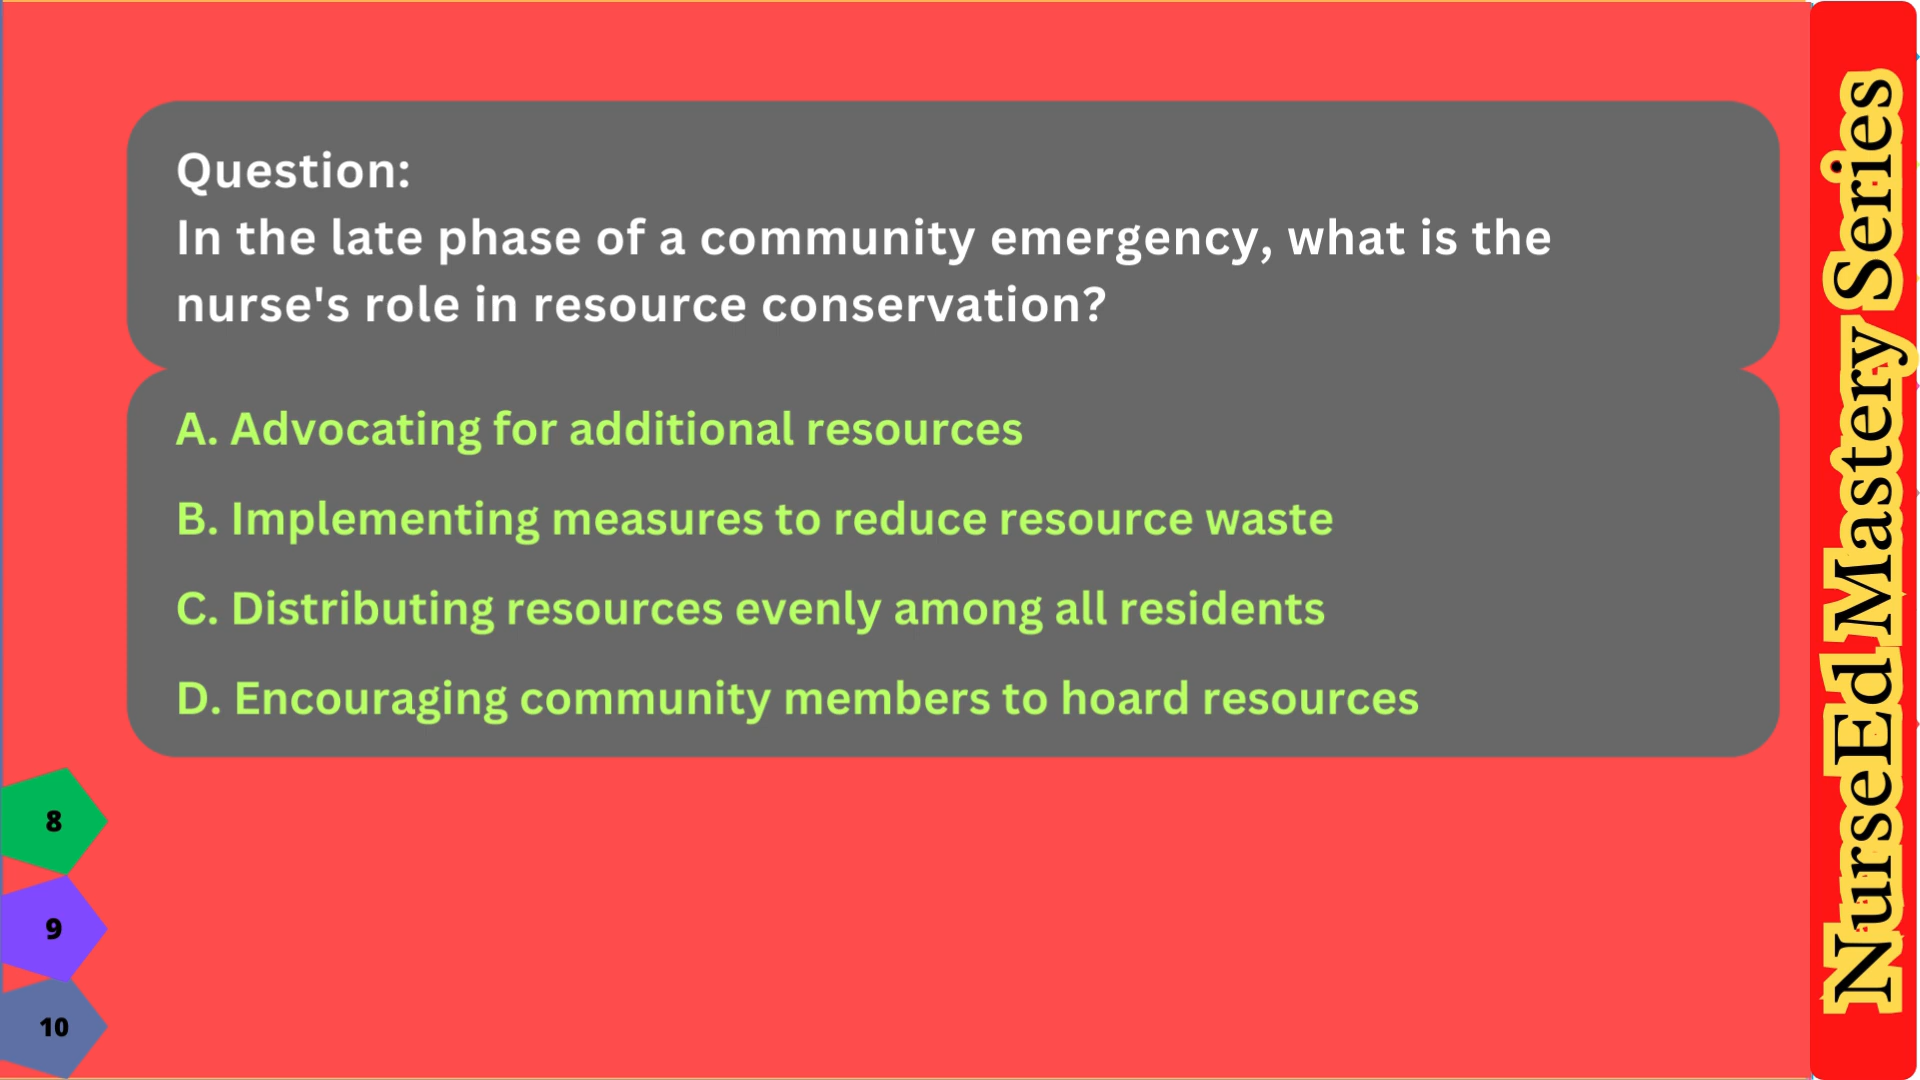 Question:
In the late phase of a community emergency, what is the
nurse's role in resource conservation?
A. Advocating for additional resources
B. Implementing measures to reduce resource waste
C. Distributing resources evenly among all residents
D. Encouraging community members to hoard resources
8
9
10
NurseEd Mastery Series